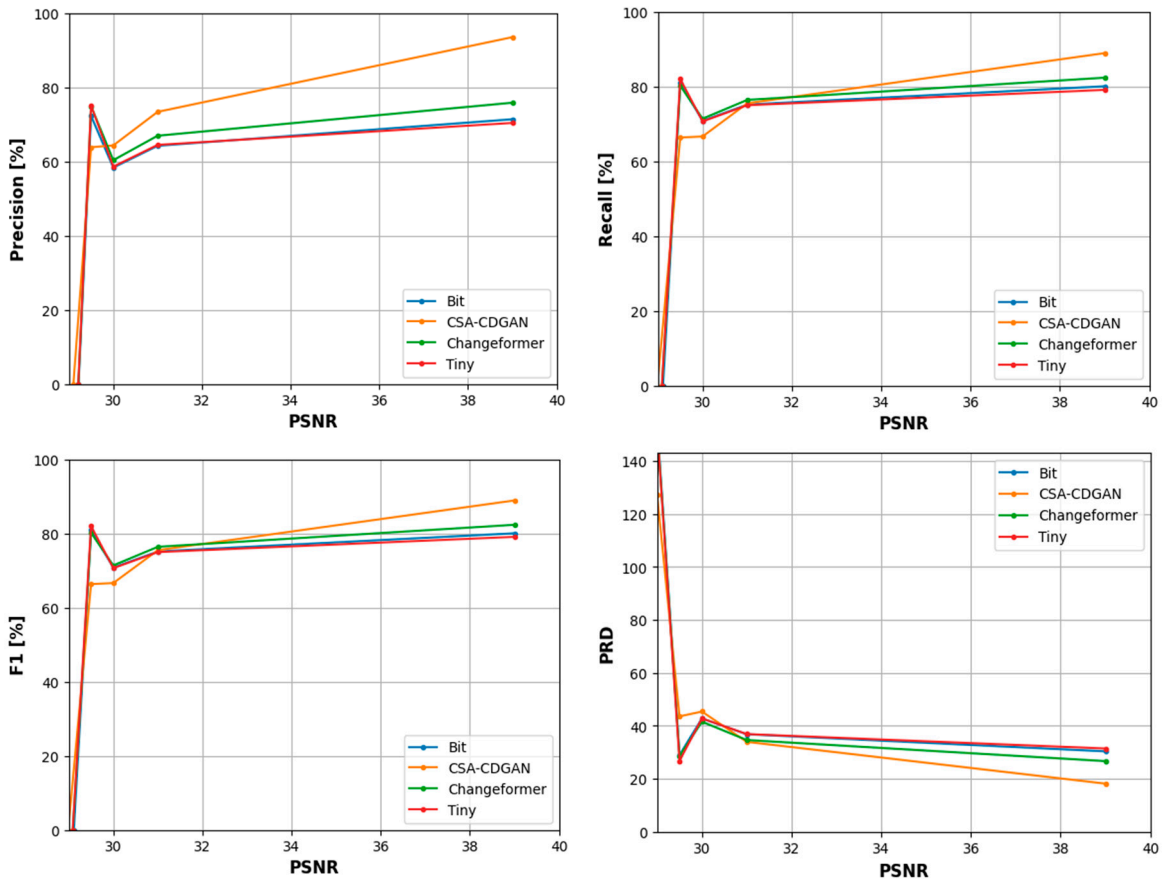 100
80
60
40
20
0
Precision [%]
30 32 34 36 38 40
PSNR
Bit
CSA-CDGAN
Changeformer
Tiny
100
80
60
40
20
0
Recall [%]
30 32 34 36 38 40
PSNR
Bit
CSA-CDGAN
Changeformer
Tiny
100
80
60
40
20
0
F1 [%]
30 32 34 36 38 40
PSNR
Bit
CSA-CDGAN
Changeformer
Tiny
140
120
100
80
60
40
20
0
PRD
30 32 34 36 38 40
PSNR
Bit
CSA-CDGAN
Changeformer
Tiny